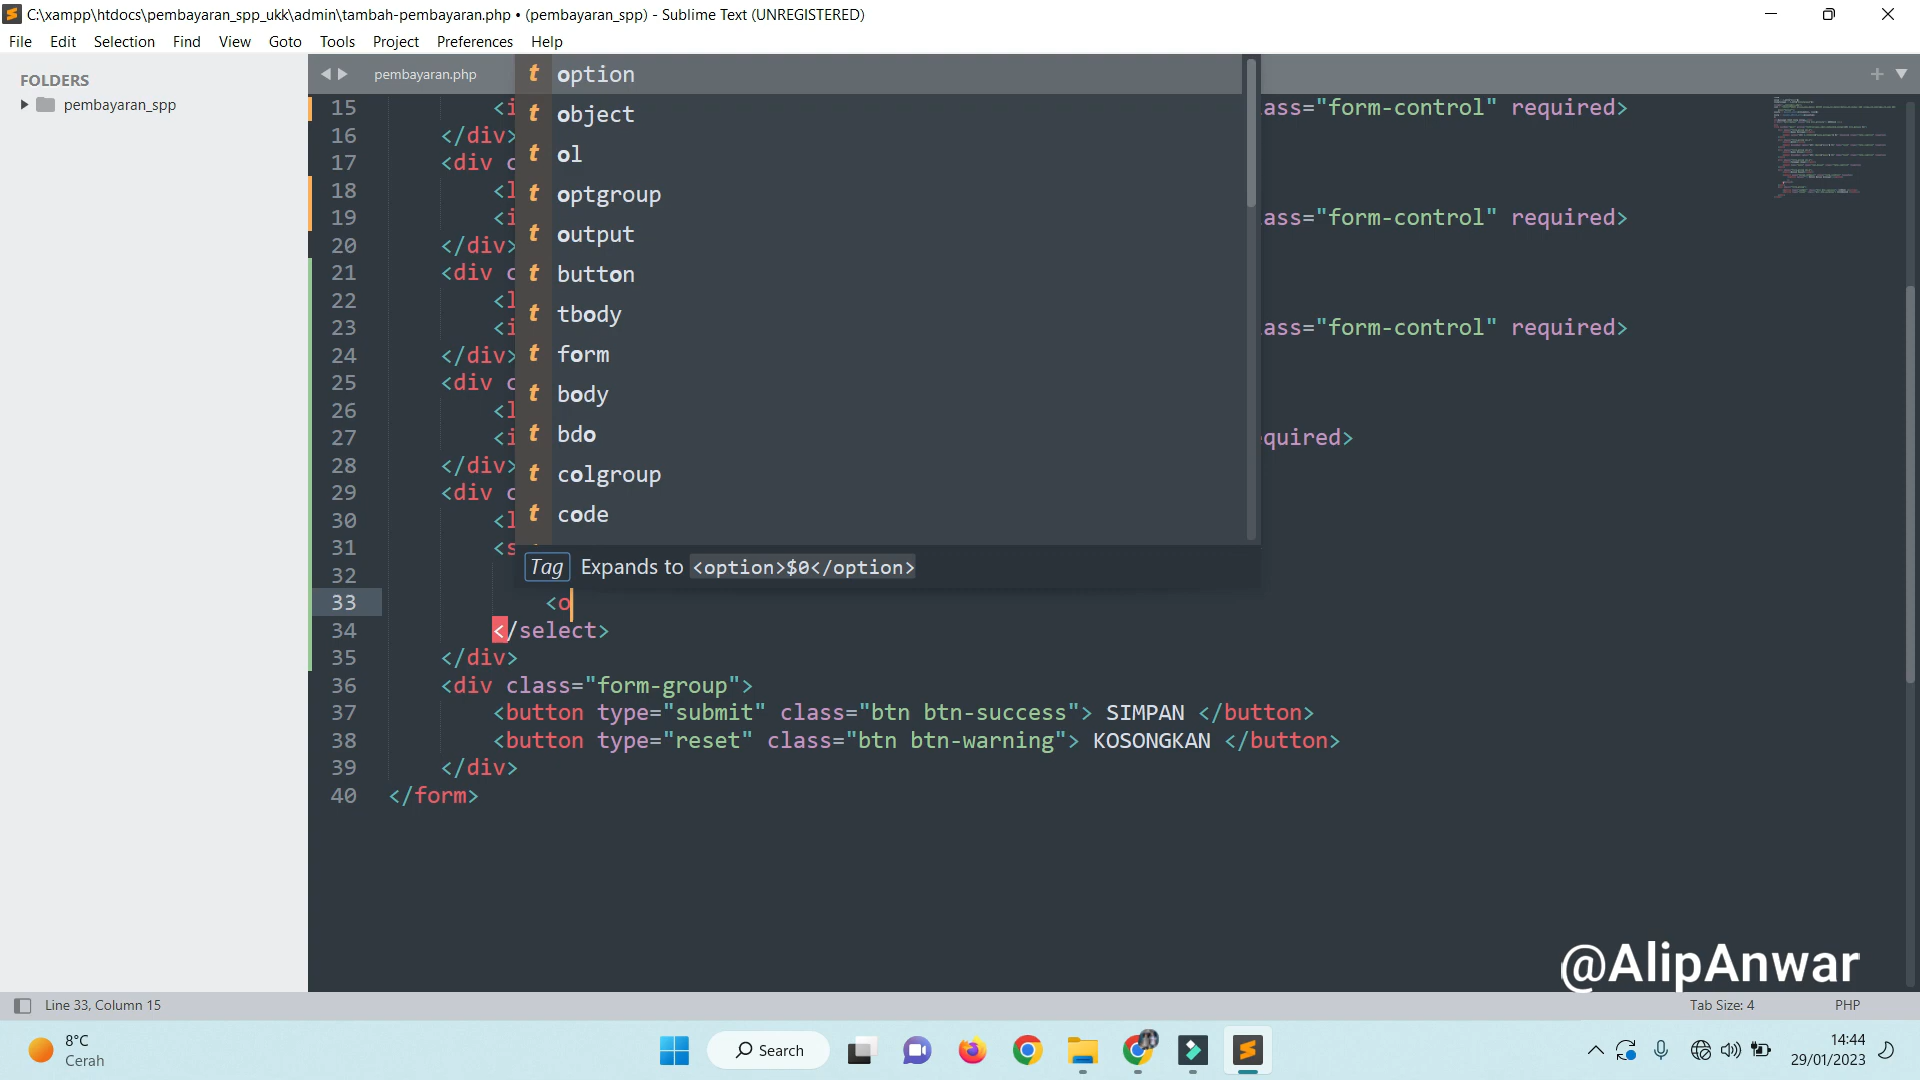 C:\xampp\htdocs\pembayaran_spp_ukk\admin\tambah-pembayaran.php • (pembayaran_spp) - Sublime Text (UNREGISTERED)
File Edit Selection Find View Goto Tools Project Preferences Help
FOLDERS
pembayaran_spp
pembayaran.php
option
object
ol
optgroup
output
button
tbody
form
body
bdo
colgroup
code
Tag Expands to <option>$0</option>
15 <i ass="form-control" required>
16 </div>
17 <div c
18 <l
19 <i ass="form-control" required>
20 </div>
21 <div c
22 <l
23 <i ass="form-control" required>
24 </div>
25 <div c
26 <l
27 <i quired>
28 </div>
29 <div c
30 <l
31 <s
32
33 <o
34 </select>
35 </div>
36 <div class="form-group">
37 <button type="submit" class="btn btn-success"> SIMPAN </button>
38 <button type="reset" class="btn btn-warning"> KOSONGKAN </button>
39 </div>
40 </form>
@AlipAnwar
Line 33, Column 15
Tab Size: 4 PHP
8°C
Cerah
Search
14:44
29/01/2023